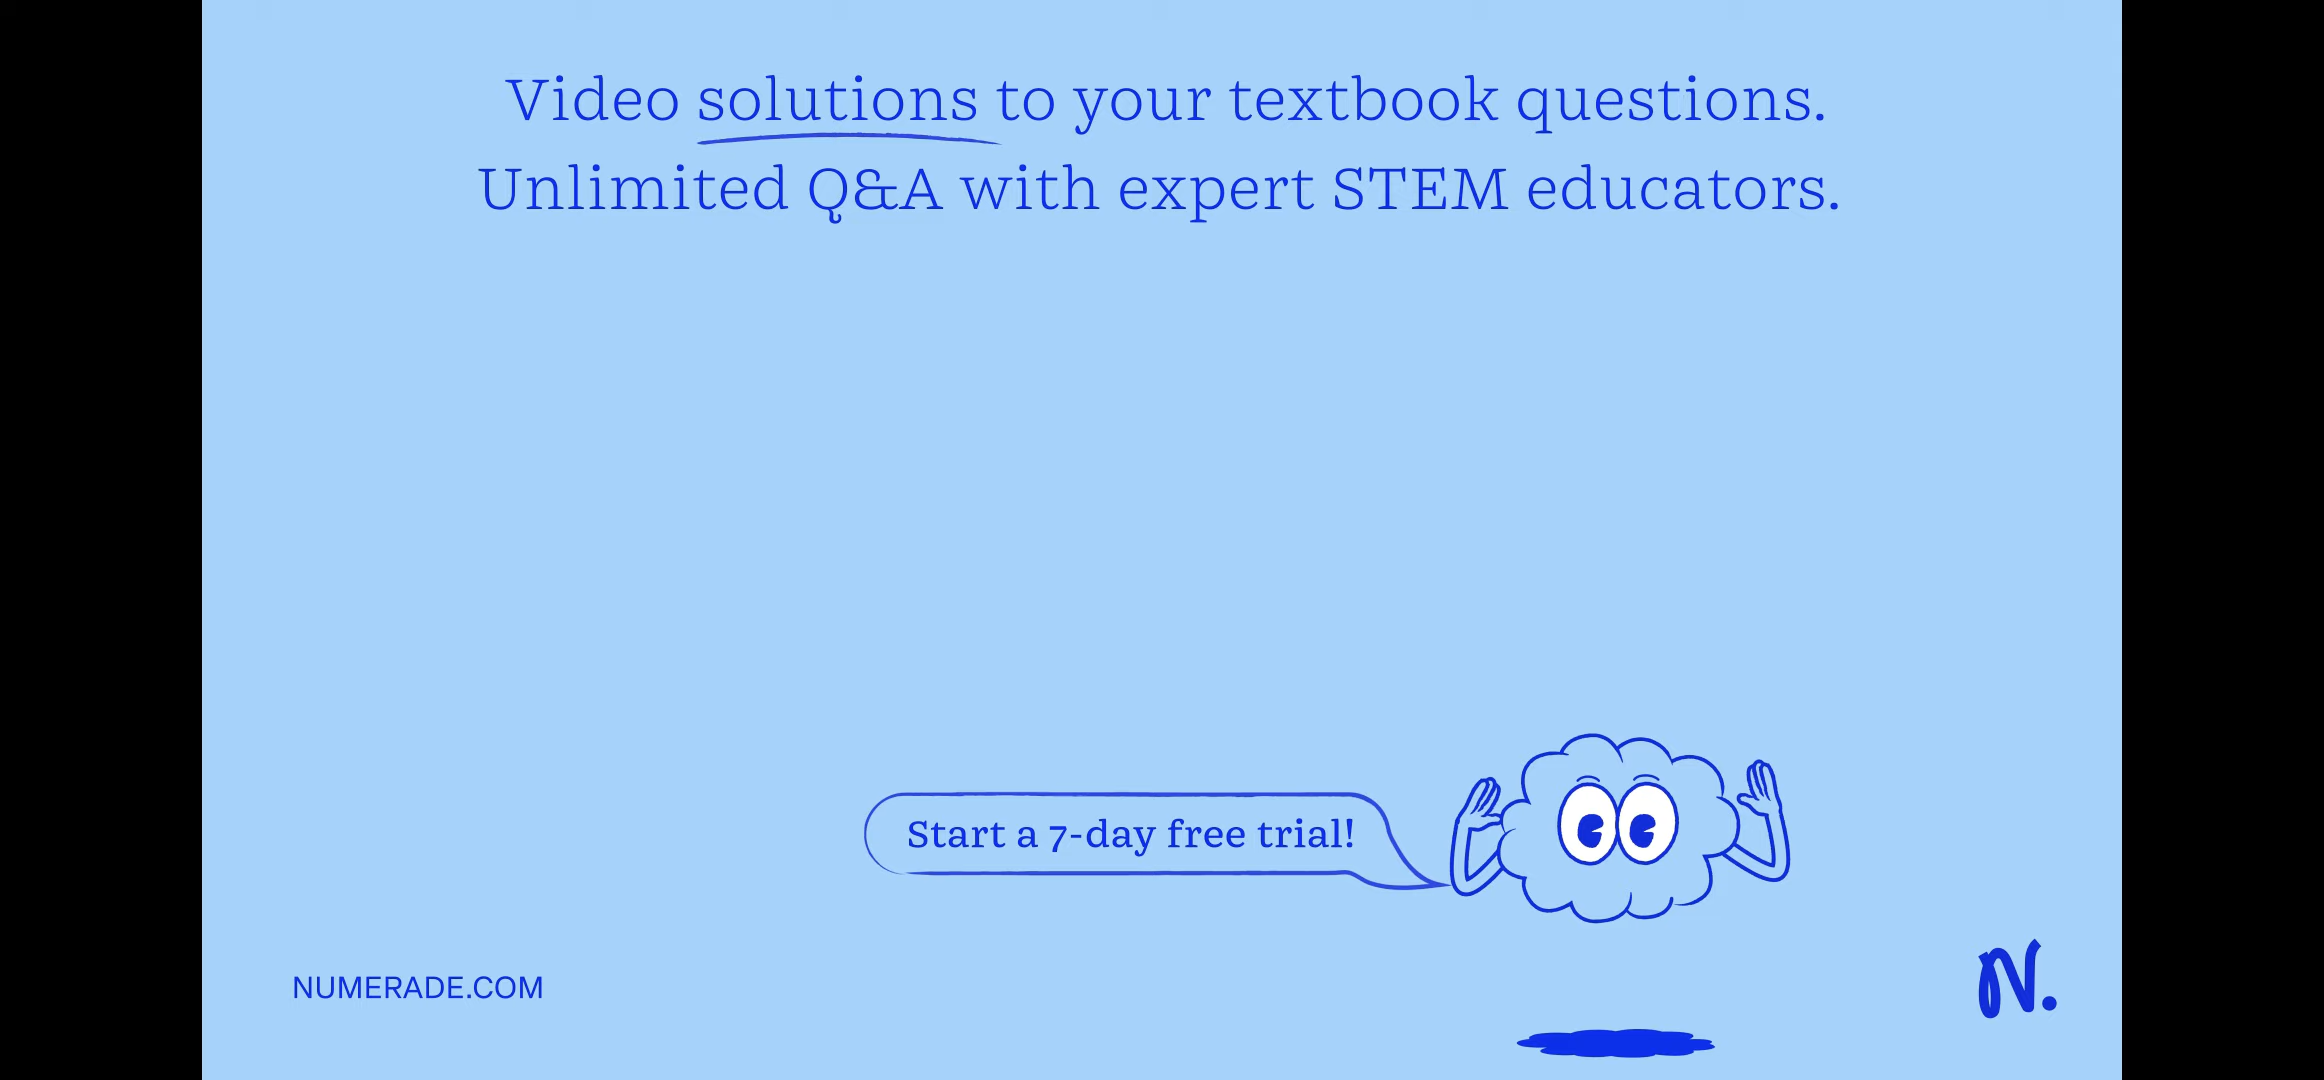 Video solutions to your textbook questions.
Unlimited Q&A with expert STEM educators.
Start a 7-day free trial!
NUMERADE.COM
N.